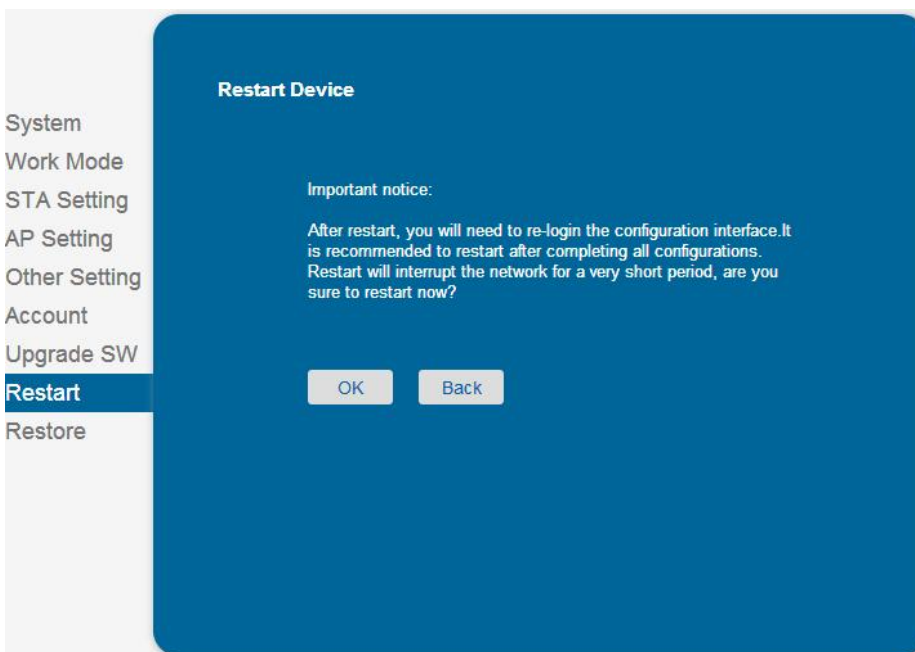 System
Work Mode
STA Setting
AP Setting
Other Setting
Account
Upgrade SW
Restart
Restore
Restart Device
Important notice:
After restart, you will need to re-login the configuration interface.It
is recommended to restart after completing all configurations.
Restart will interrupt the network for a very short period, are you
sure to restart now?
OK
Back